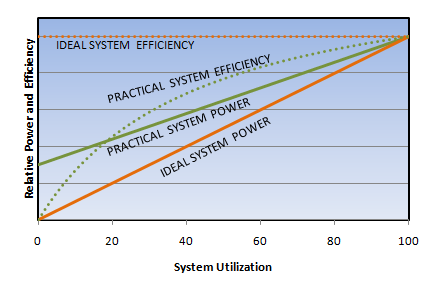 IDEAL SYSTEM EFFICIENCY
PRACTICAL SYSTEM EFFICIENCY
PRACTICAL SYSTEM POWER
IDEAL SYSTEM POWER
Relative Power and Efficiency
0
20
40
60
80
100
System Utilization